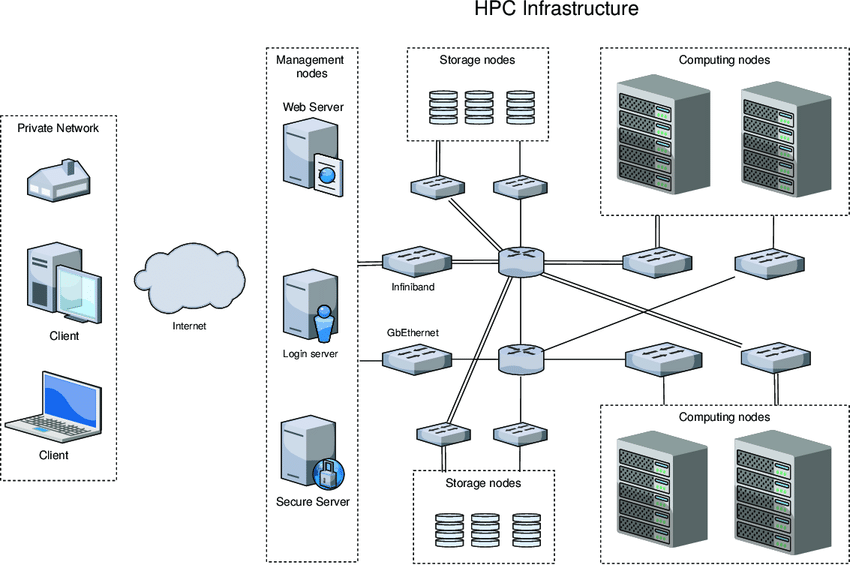 HPC Infrastructure
Private Network
Client
Client
Internet
Management
nodes
Web Server
Login server
Secure Server
Storage nodes
Computing nodes
Infiniband
GbEthernet
Storage nodes
Computing nodes